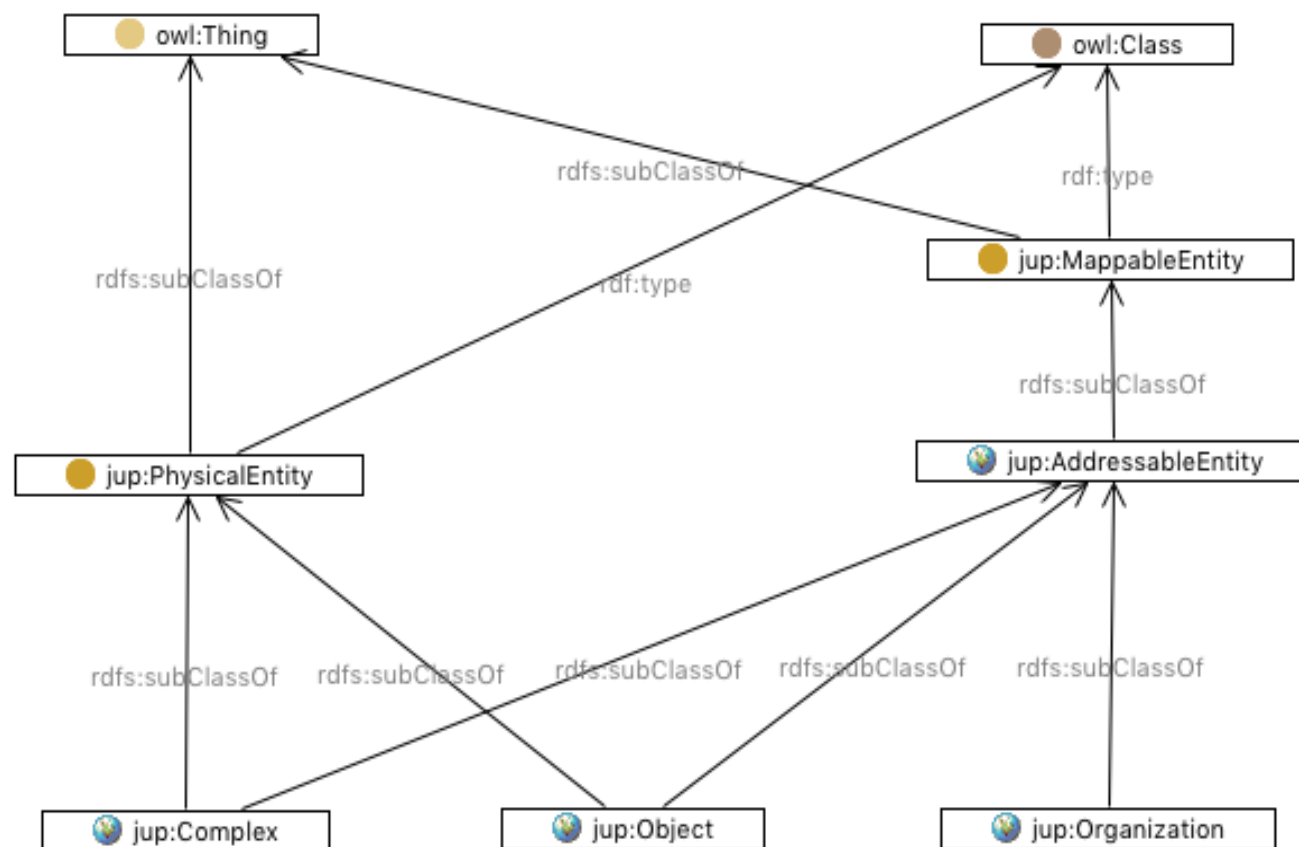 owl:Thing
owl:Class
rdfs:subClassOf
rdf:type
jup:MappableEntity
rdfs:subClassOf
rdf:type
rdfs:subClassOf
jup:PhysicalEntity
jup:AddressableEntity
rdfs:subClassOf
rdfs:subClassOf
rdfs:subClassOf
rdfs:subClassOf
rdfs:subClassOf
jup:Complex
jup:Object
jup:Organization